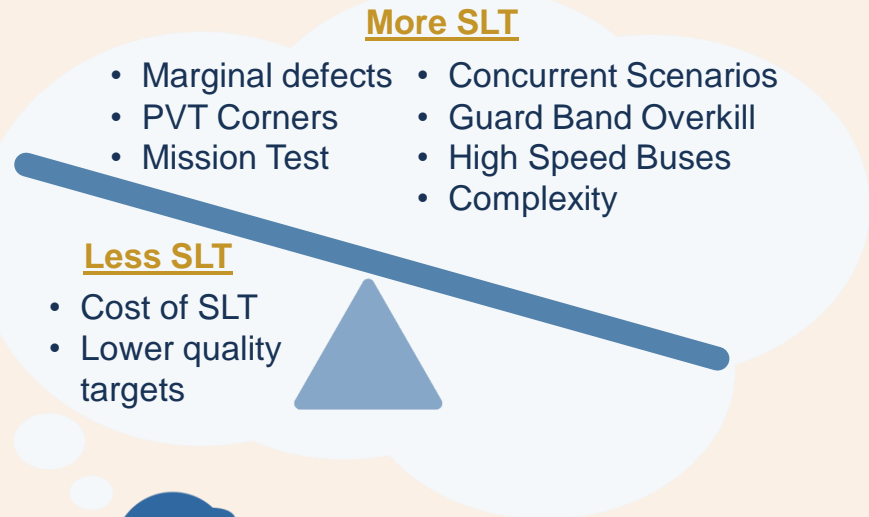 More SLT
• Marginal defects
• PVT Corners
• Mission Test
• Concurrent Scenarios
• Guard Band Overkill
• High Speed Buses
• Complexity
Less SLT
• Cost of SLT
• Lower quality
targets